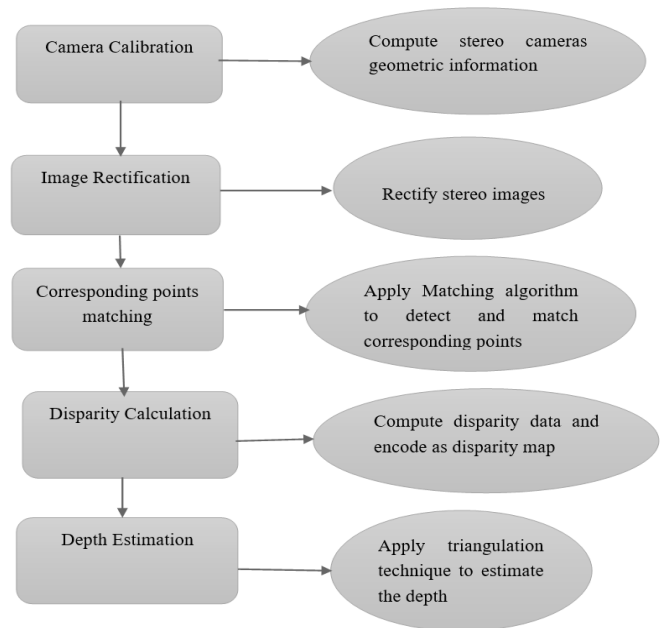 Camera Calibration
Compute stereo cameras
geometric information
Image Rectification
Rectify stereo images
Corresponding points
matching
Apply Matching algorithm
to detect and match
corresponding points
Disparity Calculation
Compute disparity data and
encode as disparity map
Depth Estimation
Apply triangulation
technique to estimate
the depth